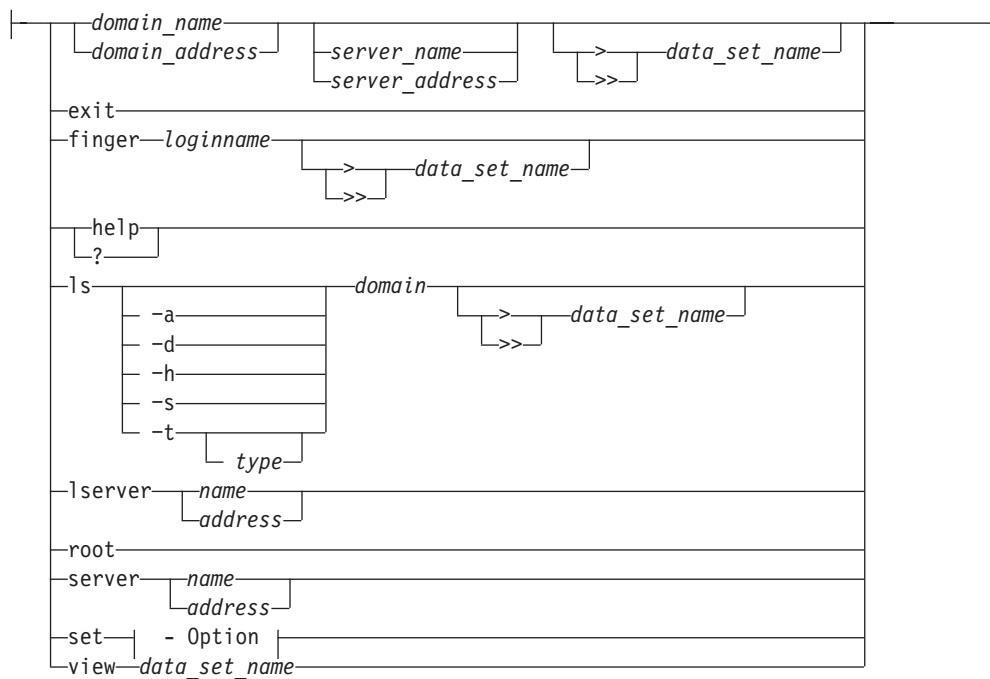 domain_name
domain_address server_name > data_set_name
server_address >>
exit
finger loginname
> data_set_name
>>
help
?
ls domain
-a > data_set_name
-d >>
-h
-s
-t
type
lserver name
address
root
server name
address
set - Option
view data_set_name